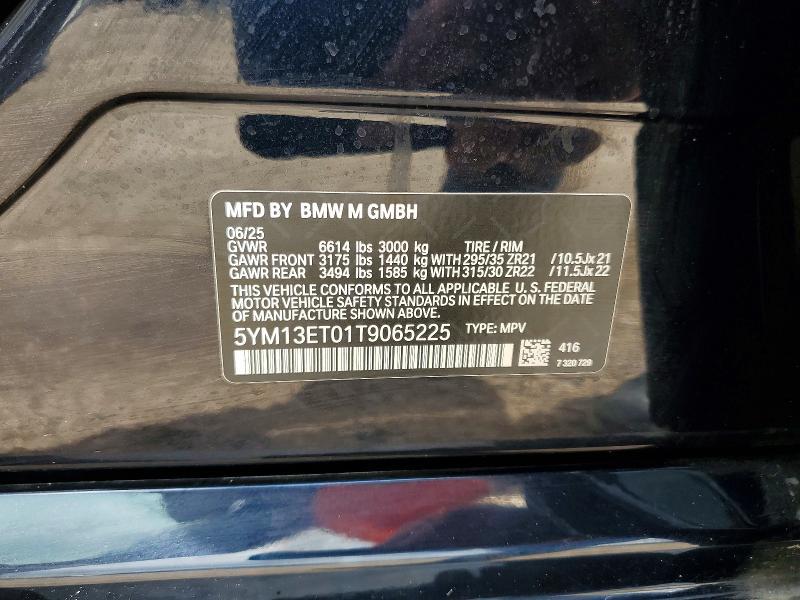 MFD BY BMW M GMBH
06/25
GVWR 6614 lbs 3000 kg TIRE / RIM
GAWR FRONT 3175 lbs 1440 kg WITH 295/35 ZR21 /10.5Jx21
GAWR REAR 3494 lbs 1585 kg WITH 315/30 ZR22 /11.5Jx 22
THIS VEHICLE CONFORMS TO ALL APPLICABLE U. S. FEDERAL
MOTOR VEHICLE SAFETY STANDARDS IN EFFECT ON THE DATE
OF MANUFACTURE SHOWN ABOVE.
5YM13ET01T9065225 TYPE: MPV
416
7 320 729